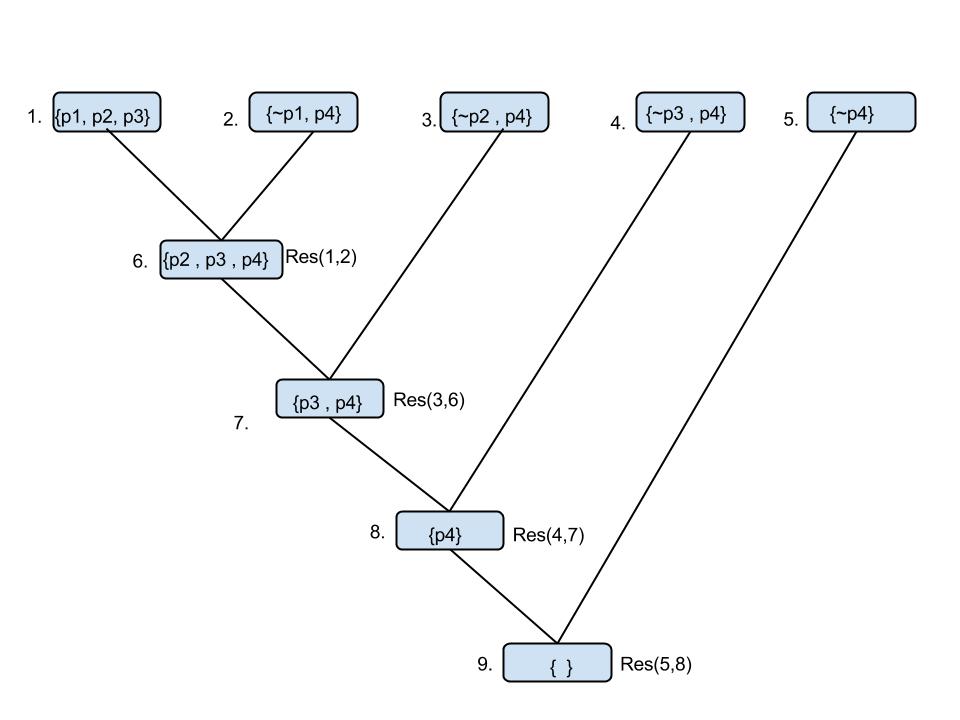 1. {p1, p2, p3} 2. {~p1, p4} 3. {~p2 , p4} 4. {~p3 , p4} 5. {~p4}
6. {p2 , p3 , p4} Res(1,2)
7. {p3 , p4} Res(3,6)
8. {p4} Res(4,7)
9. { } Res(5,8)